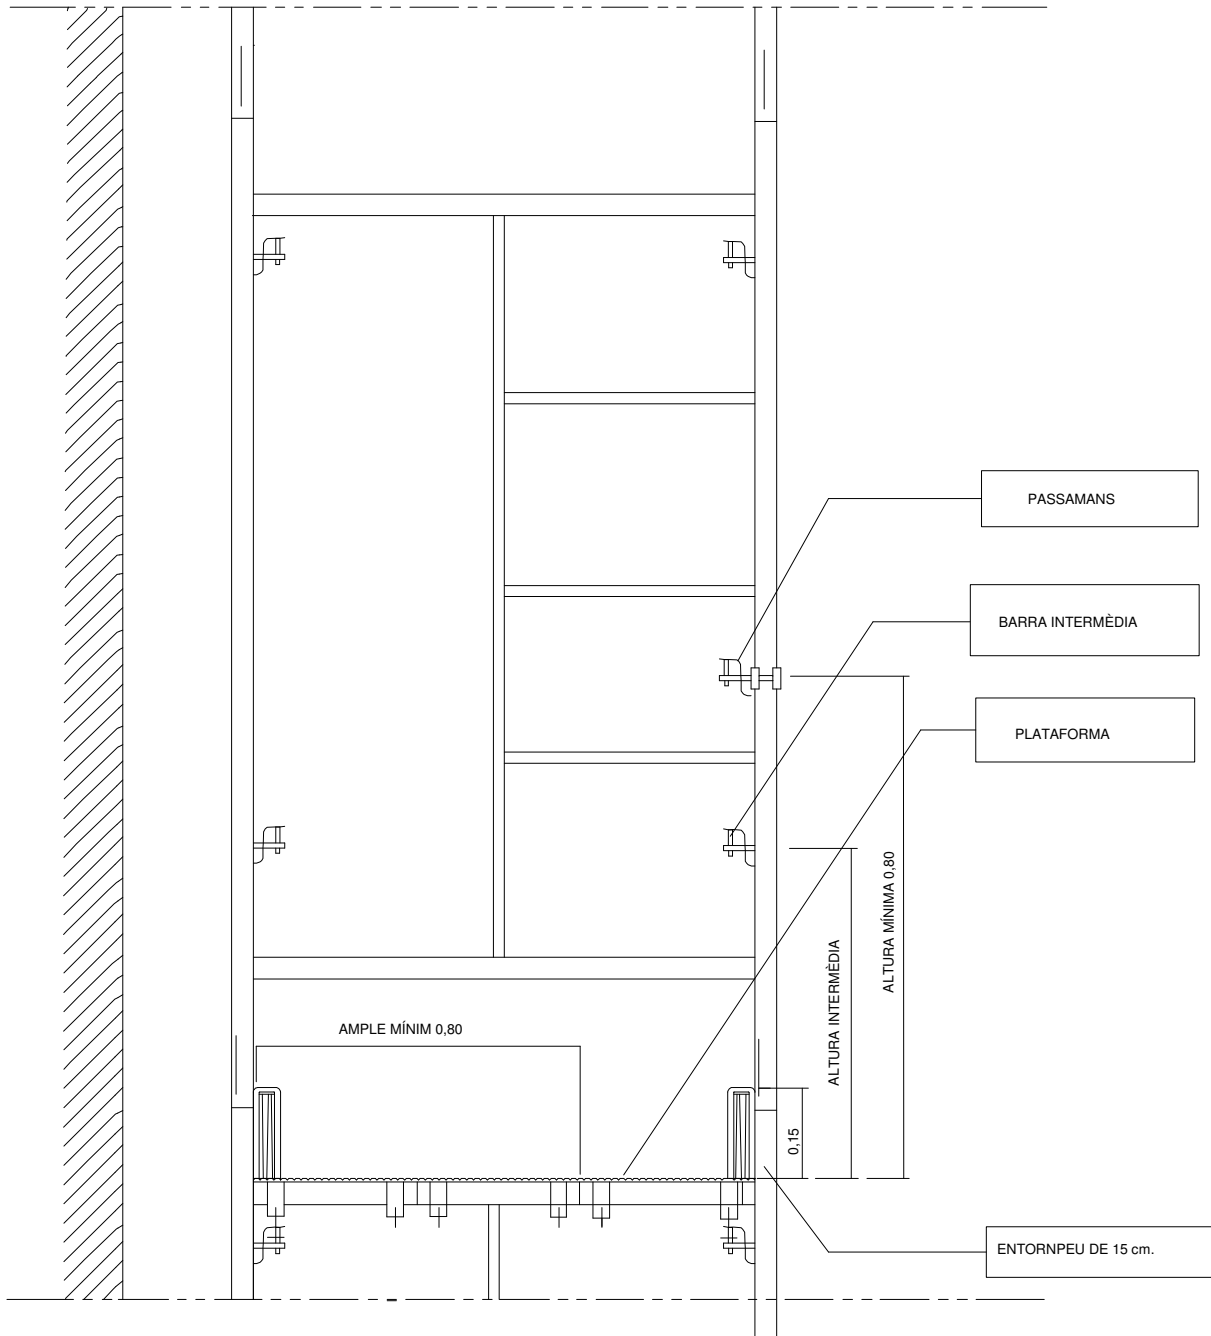 PASSAMANS
BARRA INTERMÈDIA
PLATAFORMA
ALTURA MÍNIMA 0,80
ALTURA INTERMÈDIA
AMPLE MÍNIM 0,80
0,15
ENTORNPEU DE 15 cm.